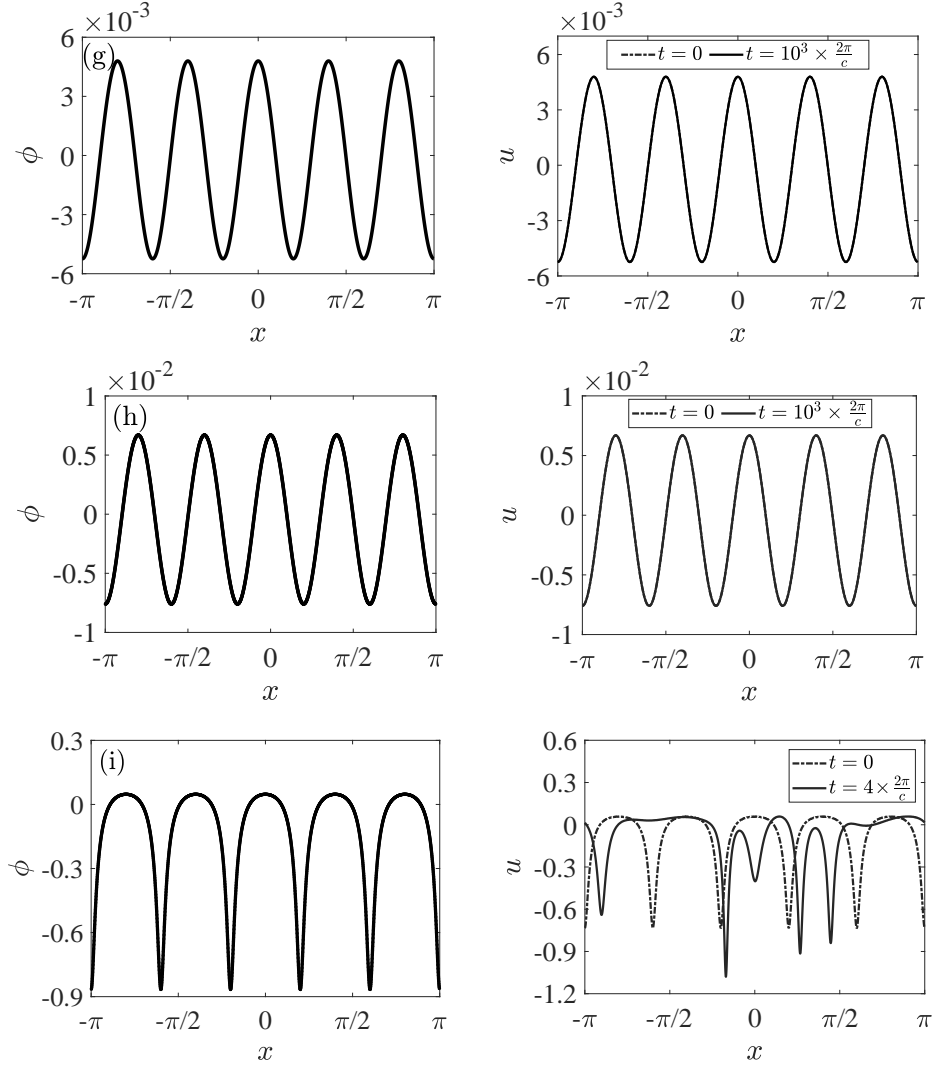 ×10⁻³ ×10⁻³
(g)
6 3 0 -3 -6
ϕ
-π -π/2 0 π/2 π
x
t = 0 t = 10³ × 2π/c
6 3 0 -3 -6
u
-π -π/2 0 π/2 π
x
×10⁻² ×10⁻²
(h)
1 0.5 0 -0.5 -1
ϕ
-π -π/2 0 π/2 π
x
t = 0 t = 10³ × 2π/c
1 0.5 0 -0.5 -1
u
-π -π/2 0 π/2 π
x
(i)
0.3 0 -0.3 -0.6 -0.9
ϕ
-π -π/2 0 π/2 π
x
t = 0
t = 4 × 2π/c
0.6 0.3 0 -0.3 -0.6 -0.9 -1.2
u
-π -π/2 0 π/2 π
x